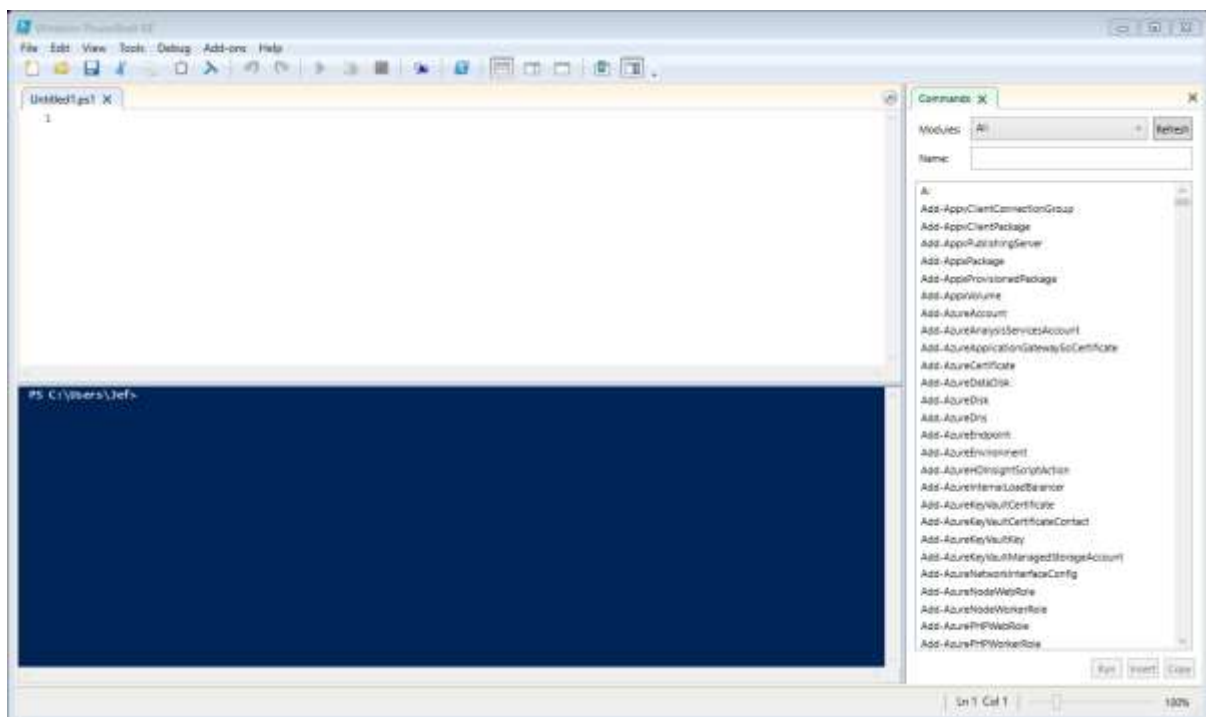 Windows PowerShell ISE
File Edit View Tools Debug Add-ons Help
Untitled1.ps1 X
1
PS C:\Users\Jef>
Commands X
Modules: All Refresh
Name:
A:
Add-AppvClientConnectionGroup
Add-AppvClientPackage
Add-AppvPublishingServer
Add-AppxPackage
Add-AppxProvisionedPackage
Add-AppxVolume
Add-AzureAccount
Add-AzureAnalysisServicesAccount
Add-AzureApplicationGatewaySslCertificate
Add-AzureCertificate
Add-AzureDataDisk
Add-AzureDisk
Add-AzureDns
Add-AzureEndpoint
Add-AzureEnvironment
Add-AzureHDInsightScriptAction
Add-AzureInternalLoadBalancer
Add-AzureKeyVaultCertificate
Add-AzureKeyVaultCertificateContact
Add-AzureKeyVaultKey
Add-AzureKeyVaultManagedStorageAccount
Add-AzureNetworkInterfaceConfig
Add-AzureNodeWebRole
Add-AzureNodeWorkerRole
Add-AzurePHPWebRole
Add-AzurePHPWorkerRole
Run Insert Copy
Ln 1 Col 1 100%